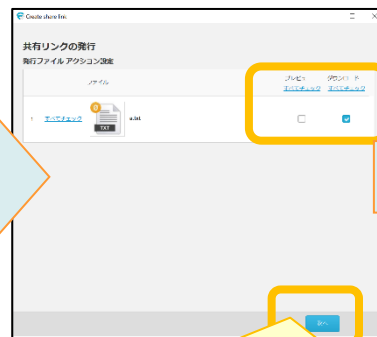 Create share link
共有リンクの発行
発行ファイル アクション設定
ファイル
プレビュー ダウンロード
すべてチェック すべてチェック
1 すべてチェック TXT a.txt
次へ